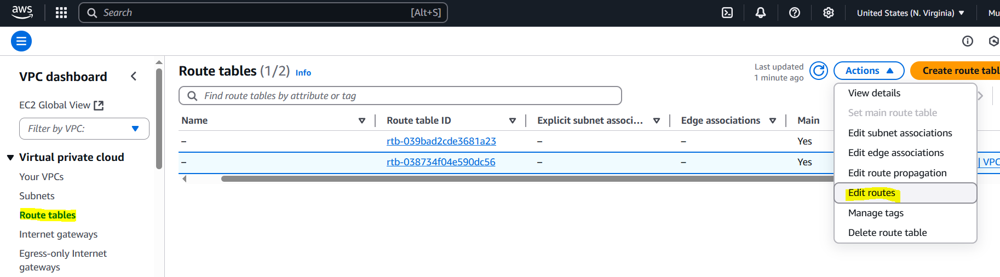 aws
Search [Alt+S]
United States (N. Virginia) Mu
VPC dashboard
EC2 Global View
Filter by VPC:
Virtual private cloud
Your VPCs
Subnets
Route tables
Internet gateways
Egress-only Internet
gateways
Route tables (1/2) Info
Last updated
1 minute ago
Actions
Create route tabl
Find route tables by attribute or tag
Name Route table ID Explicit subnet associ... Edge associations Main
– rtb-039bad2cde3681a23 – – Yes
– rtb-038734f04e590dc56 – – Yes | VPC
View details
Set main route table
Edit subnet associations
Edit edge associations
Edit route propagation
Edit routes
Manage tags
Delete route table